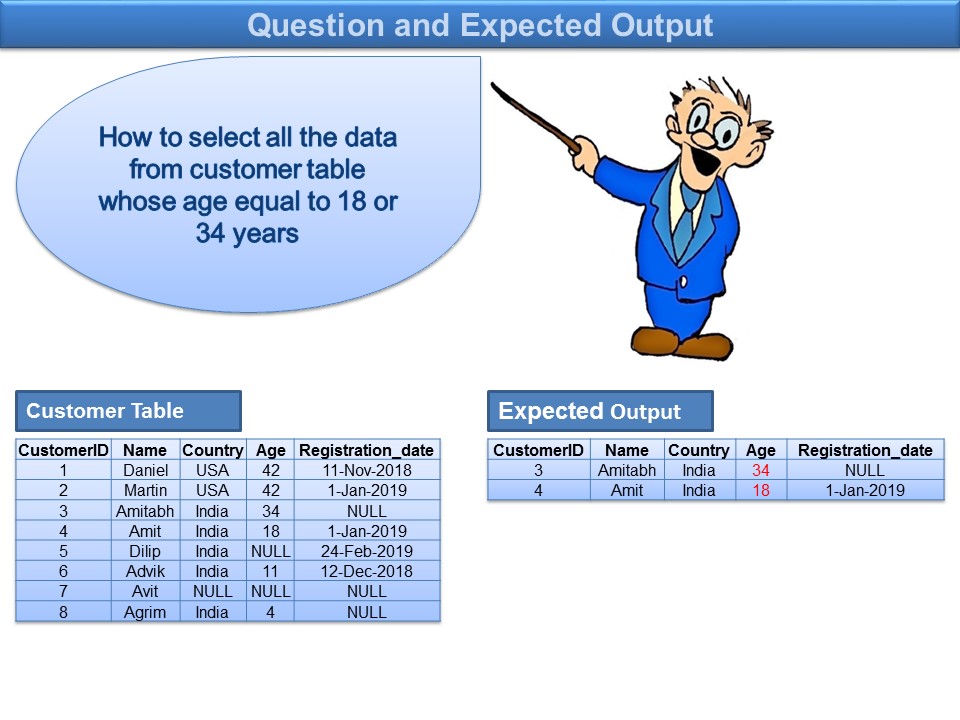 Question and Expected Output
How to select all the data
from customer table
whose age equal to 18 or
34 years
Customer Table
CustomerID Name Country Age Registration_date
1 Daniel USA 42 11-Nov-2018
2 Martin USA 42 1-Jan-2019
3 Amitabh India 34 NULL
4 Amit India 18 1-Jan-2019
5 Dilip India NULL 24-Feb-2019
6 Advik India 11 12-Dec-2018
7 Avit NULL NULL NULL
8 Agrim India 4 NULL
Expected Output
CustomerID Name Country Age Registration_date
3 Amitabh India 34 NULL
4 Amit India 18 1-Jan-2019